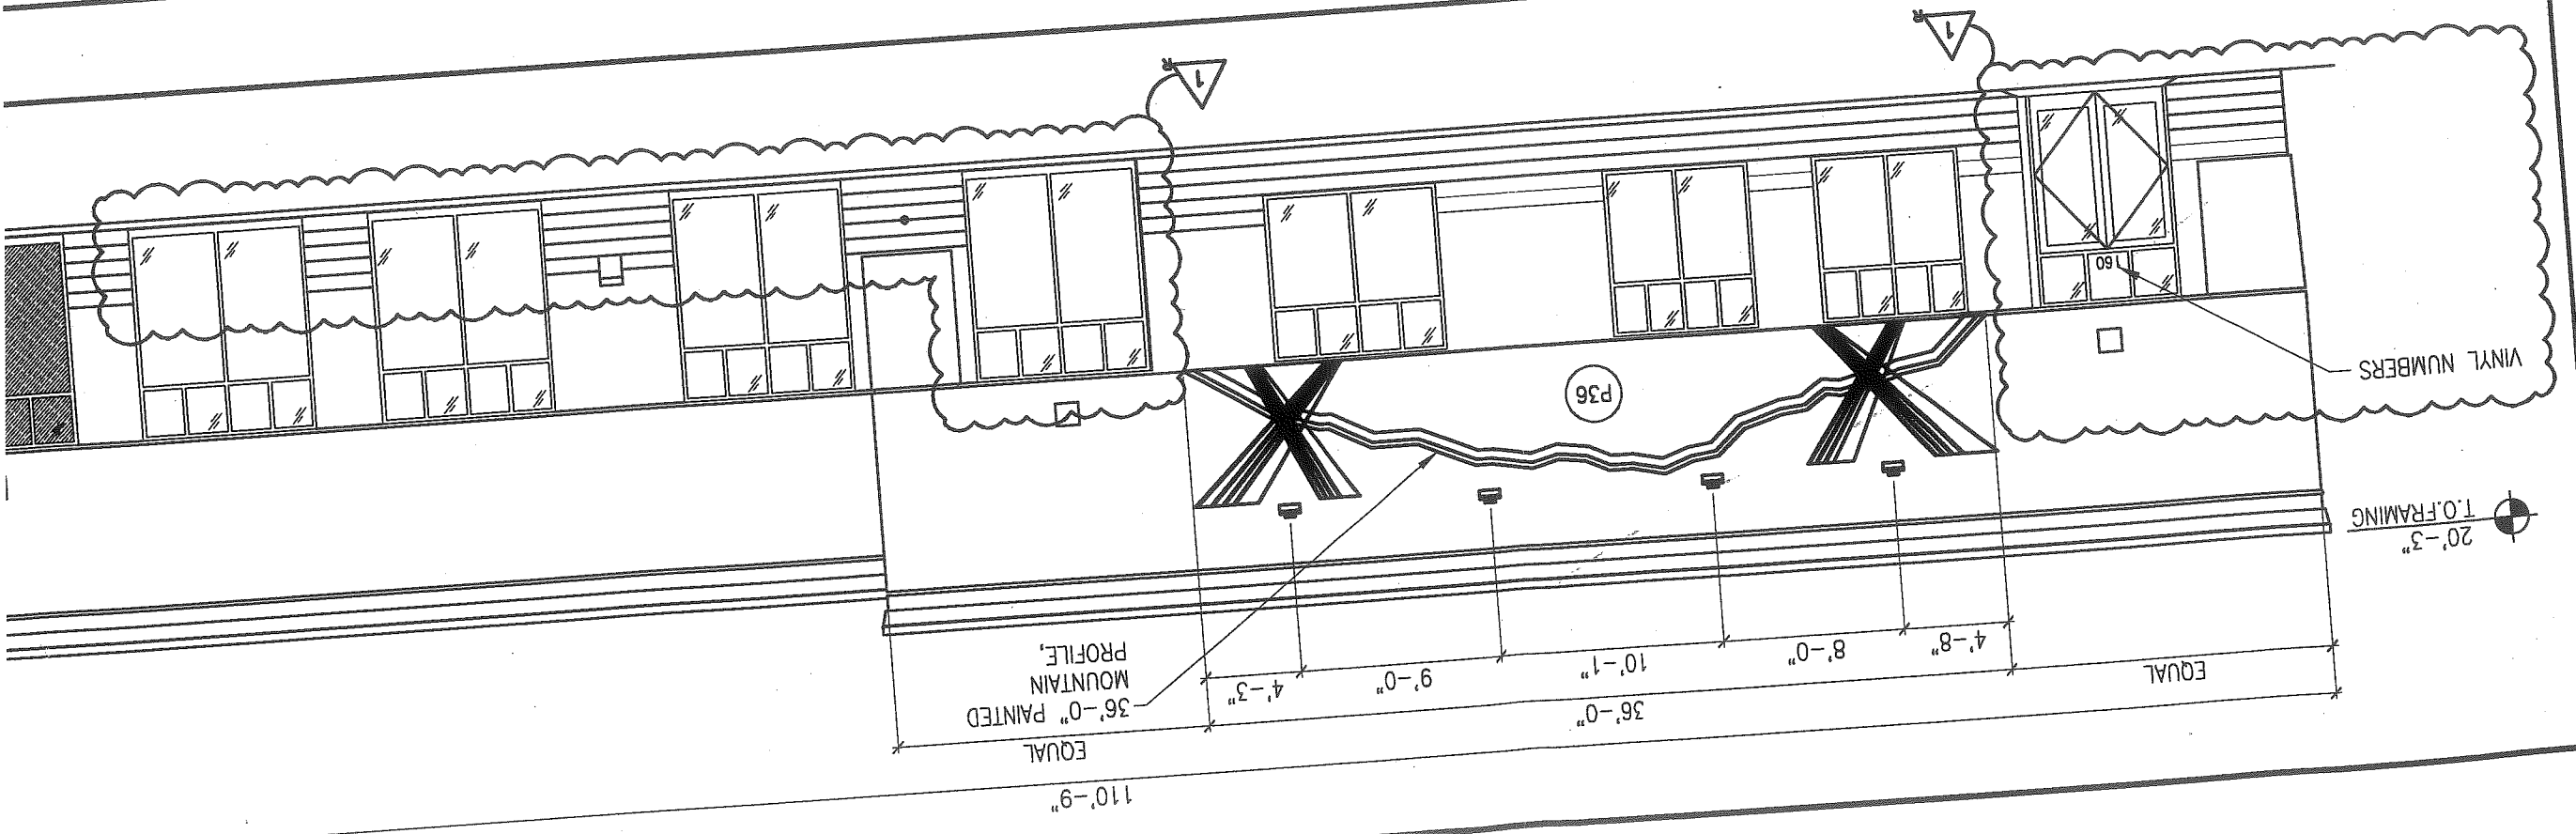 110'-9"
EQUAL
36'-0"
EQUAL
4'-8"
8'-0"
10'-1"
9'-0"
4'-3"
36'-0" PAINTED
MOUNTAIN
PROFILE,
20'-3"
T.O.FRAMING
VINYL NUMBERS
P36
160
1
R
1
R